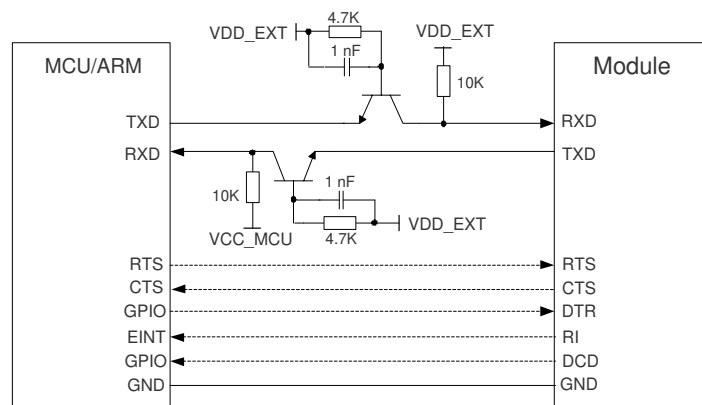 4.7K
VDD_EXT
VDD_EXT
1 nF
MCU/ARM
Module
10K
TXD
RXD
RXD
TXD
1 nF
10K
4.7K
VDD_EXT
VCC_MCU
RTS
RTS
CTS
CTS
GPIO
DTR
EINT
RI
GPIO
DCD
GND
GND